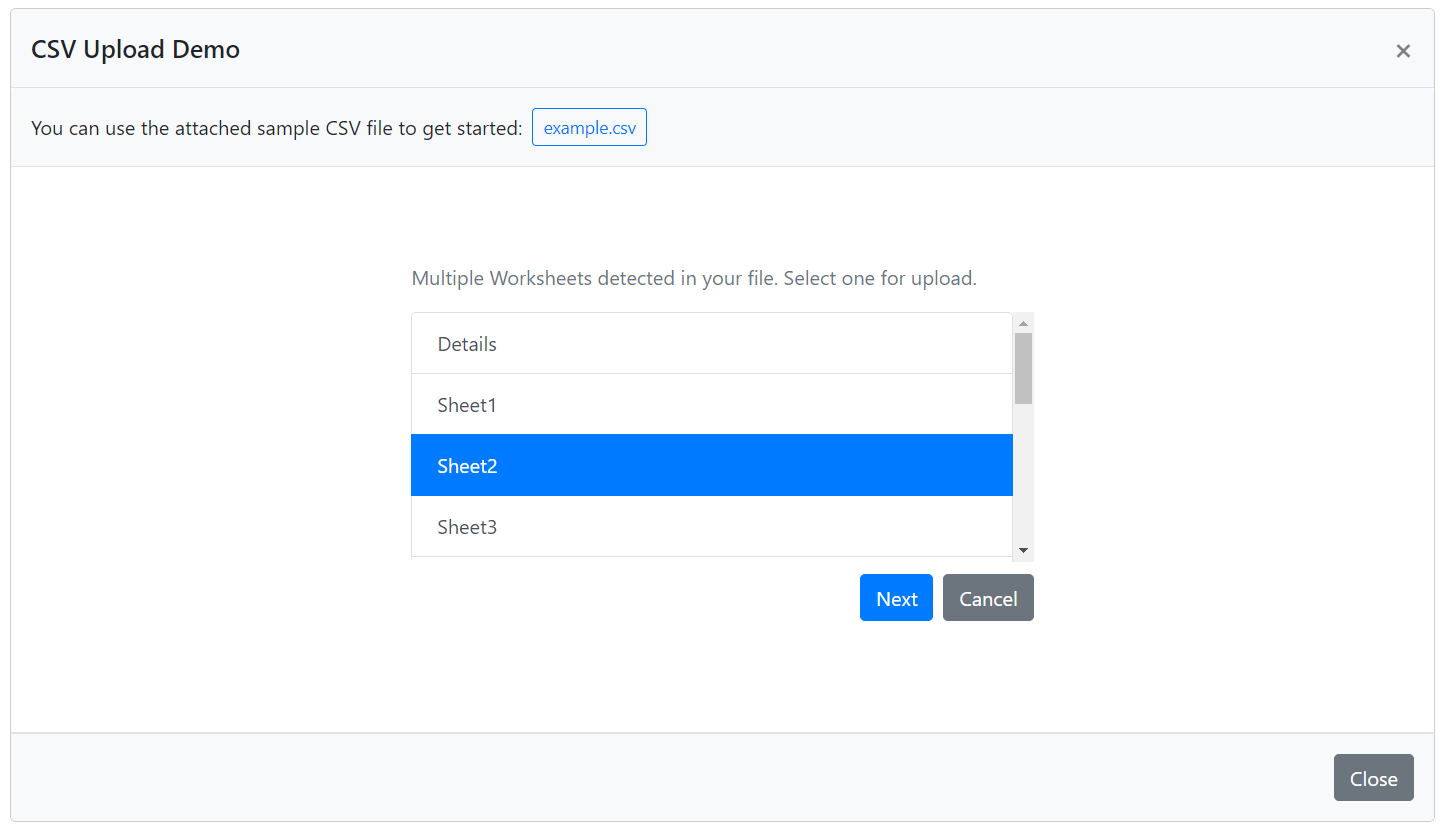 CSV Upload Demo
×
You can use the attached sample CSV file to get started: example.csv
Multiple Worksheets detected in your file. Select one for upload.
Details
Sheet1
Sheet2
Sheet3
Next Cancel
Close